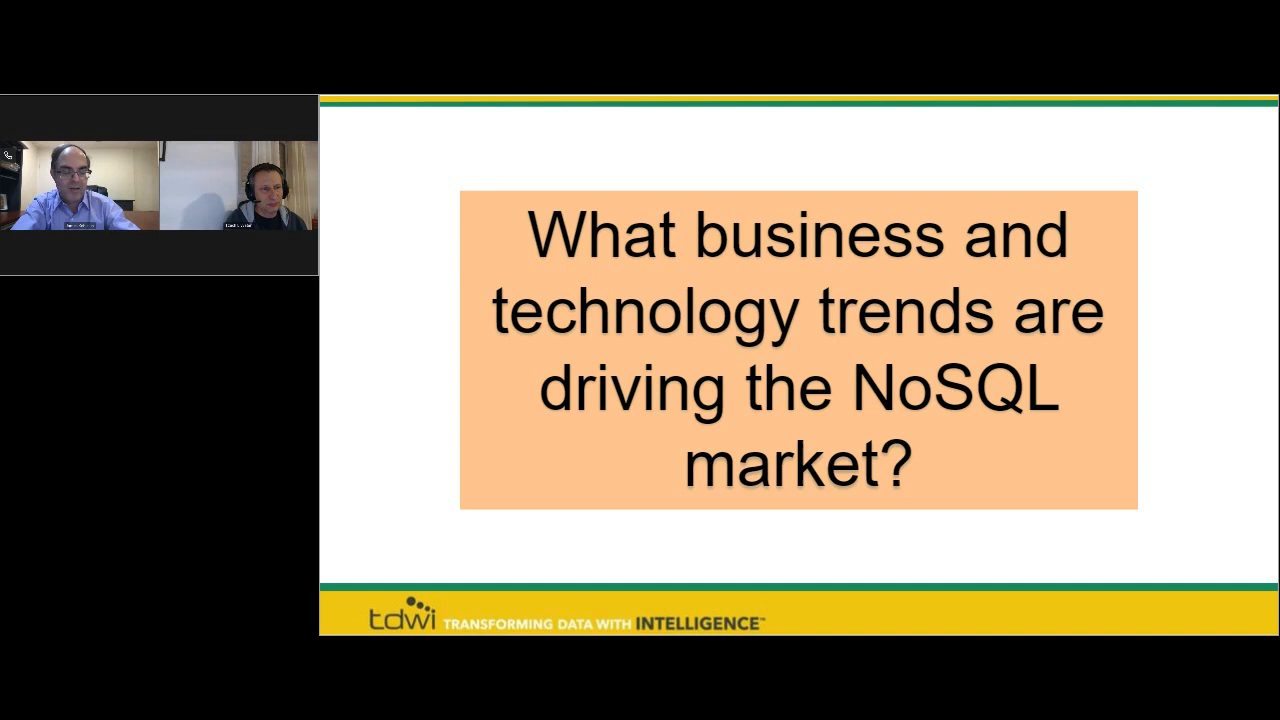 What business and
technology trends are
driving the NoSQL
market?
tdwi TRANSFORMING DATA WITH INTELLIGENCE™